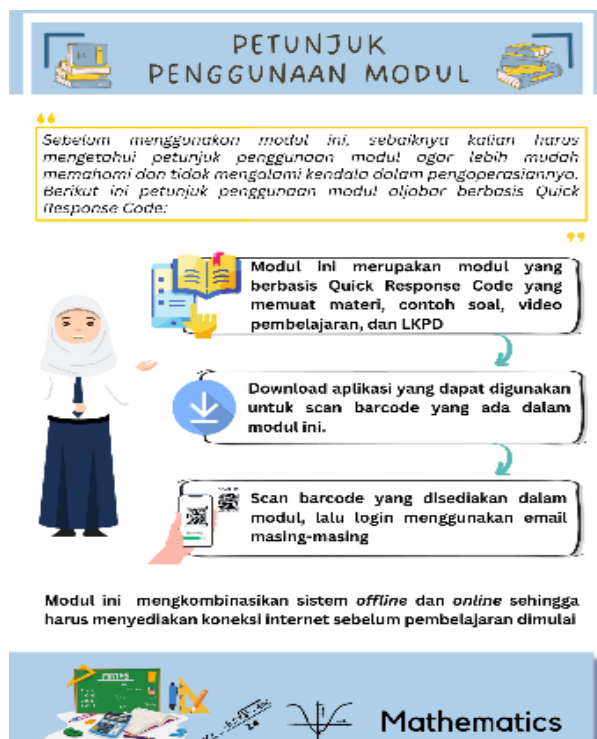 PETUNJUK
PENGGUNAAN MODUL
Sebelum menggunakan modul ini, sebaiknya kalian harus
mengetahui petunjuk penggunaan modul agar lebih mudah
memahami dan tidak mengalami kendala dalam pengoperasiannya.
Berikut ini petunjuk penggunaan modul aljabar berbasis Quick
Response Code:
Modul ini merupakan modul yang
berbasis Quick Response Code yang
memuat materi, contoh soal, video
pembelajaran, dan LKPD
Download aplikasi yang dapat digunakan
untuk scan barcode yang ada dalam
modul ini.
Scan barcode yang disediakan dalam
modul, lalu login menggunakan email
masing-masing
Modul ini mengkombinasikan sistem offline dan online sehingga
harus menyediakan koneksi internet sebelum pembelajaran dimulai
Mathematics